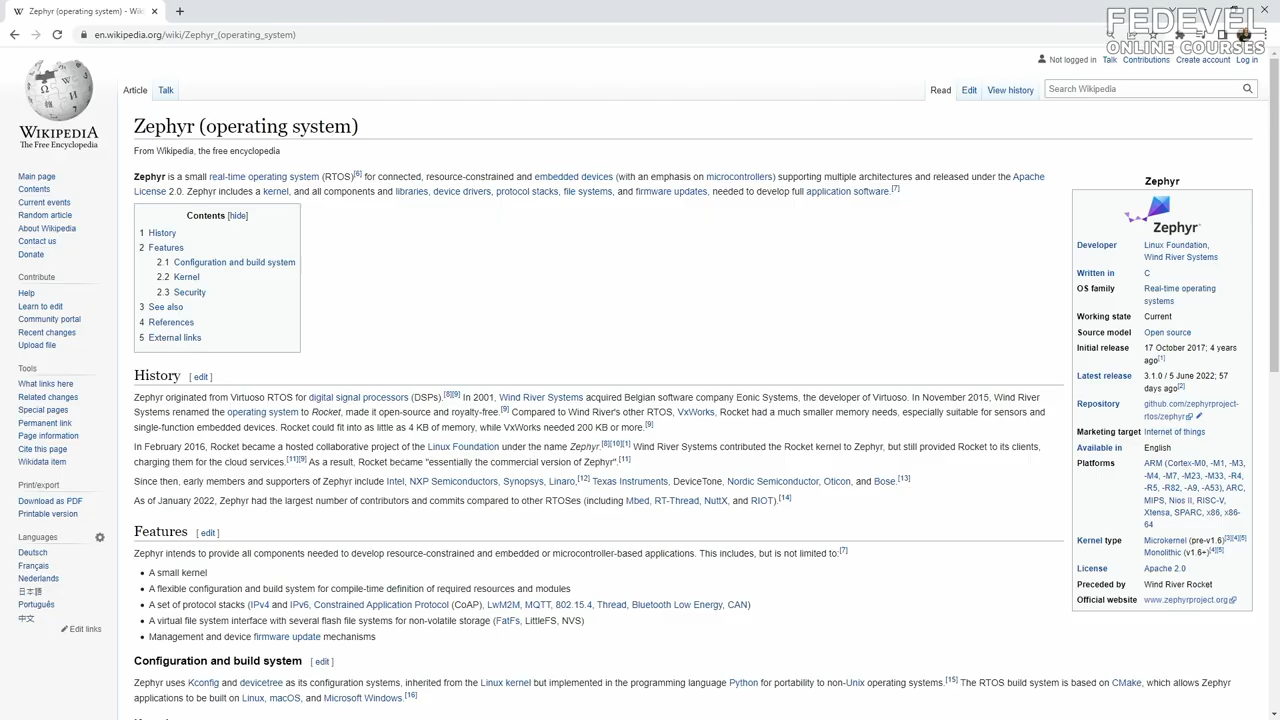 Zephyr (operating system) - Wiki
FEDEVEL
ONLINE COURSES
en.wikipedia.org/wiki/Zephyr_(operating_system)
Not logged in Talk Contributions Create account Log in
Article Talk
Read Edit View history
Search Wikipedia
WIKIPEDIA
The Free Encyclopedia
Main page
Contents
Current events
Random article
About Wikipedia
Contact us
Donate
Contribute
Help
Learn to edit
Community portal
Recent changes
Upload file
Tools
What links here
Related changes
Special pages
Permanent link
Page information
Cite this page
Wikidata item
Print/export
Download as PDF
Printable version
Languages
Deutsch
Français
Nederlands
日本語
Português
中文
Edit links
Zephyr (operating system)
From Wikipedia, the free encyclopedia
Zephyr is a small real-time operating system (RTOS)[6] for connected, resource-constrained and embedded devices (with an emphasis on microcontrollers) supporting multiple architectures and released under the Apache
License 2.0. Zephyr includes a kernel, and all components and libraries, device drivers, protocol stacks, file systems, and firmware updates, needed to develop full application software.[7]
Contents [hide]
1 History
2 Features
2.1 Configuration and build system
2.2 Kernel
2.3 Security
3 See also
4 References
5 External links
History [ edit ]
Zephyr originated from Virtuoso RTOS for digital signal processors (DSPs).[8][9] In 2001, Wind River Systems acquired Belgian software company Eonic Systems, the developer of Virtuoso. In November 2015, Wind River
Systems renamed the operating system to Rocket, made it open-source and royalty-free.[9] Compared to Wind River's other RTOS, VxWorks, Rocket had a much smaller memory needs, especially suitable for sensors and
single-function embedded devices. Rocket could fit into as little as 4 KB of memory, while VxWorks needed 200 KB or more.[9]
In February 2016, Rocket became a hosted collaborative project of the Linux Foundation under the name Zephyr.[8][10][1] Wind River Systems contributed the Rocket kernel to Zephyr, but still provided Rocket to its clients,
charging them for the cloud services.[11][9] As a result, Rocket became "essentially the commercial version of Zephyr".[11]
Since then, early members and supporters of Zephyr include Intel, NXP Semiconductors, Synopsys, Linaro,[12] Texas Instruments, DeviceTone, Nordic Semiconductor, Oticon, and Bose.[13]
As of January 2022, Zephyr had the largest number of contributors and commits compared to other RTOSes (including Mbed, RT-Thread, NuttX, and RIOT).[14]
Features [ edit ]
Zephyr intends to provide all components needed to develop resource-constrained and embedded or microcontroller-based applications. This includes, but is not limited to:[7]
• A small kernel
• A flexible configuration and build system for compile-time definition of required resources and modules
• A set of protocol stacks (IPv4 and IPv6, Constrained Application Protocol (CoAP), LwM2M, MQTT, 802.15.4, Thread, Bluetooth Low Energy, CAN)
• A virtual file system interface with several flash file systems for non-volatile storage (FatFs, LittleFS, NVS)
• Management and device firmware update mechanisms
Configuration and build system [ edit ]
Zephyr uses Kconfig and devicetree as its configuration systems, inherited from the Linux kernel but implemented in the programming language Python for portability to non-Unix operating systems.[15] The RTOS build system is based on CMake, which allows Zephyr
applications to be built on Linux, macOS, and Microsoft Windows.[16]
Zephyr
Zephyr
Developer Linux Foundation,
Wind River Systems
Written in C
OS family Real-time operating
systems
Working state Current
Source model Open source
Initial release 17 October 2017; 4 years
ago[1]
Latest release 3.1.0 / 5 June 2022; 57
days ago[2]
Repository github.com/zephyrproject-
rtos/zephyr
Marketing target Internet of things
Available in English
Platforms ARM (Cortex-M0, -M1, -M3,
-M4, -M7, -M23, -M33, -R4,
-R5, -R82, -A9, -A53), ARC,
MIPS, Nios II, RISC-V,
Xtensa, SPARC, x86, x86-
64
Kernel type Microkernel (pre-v1.6)[3][4][5]
Monolithic (v1.6+)[4][5]
License Apache 2.0
Preceded by Wind River Rocket
Official website www.zephyrproject.org